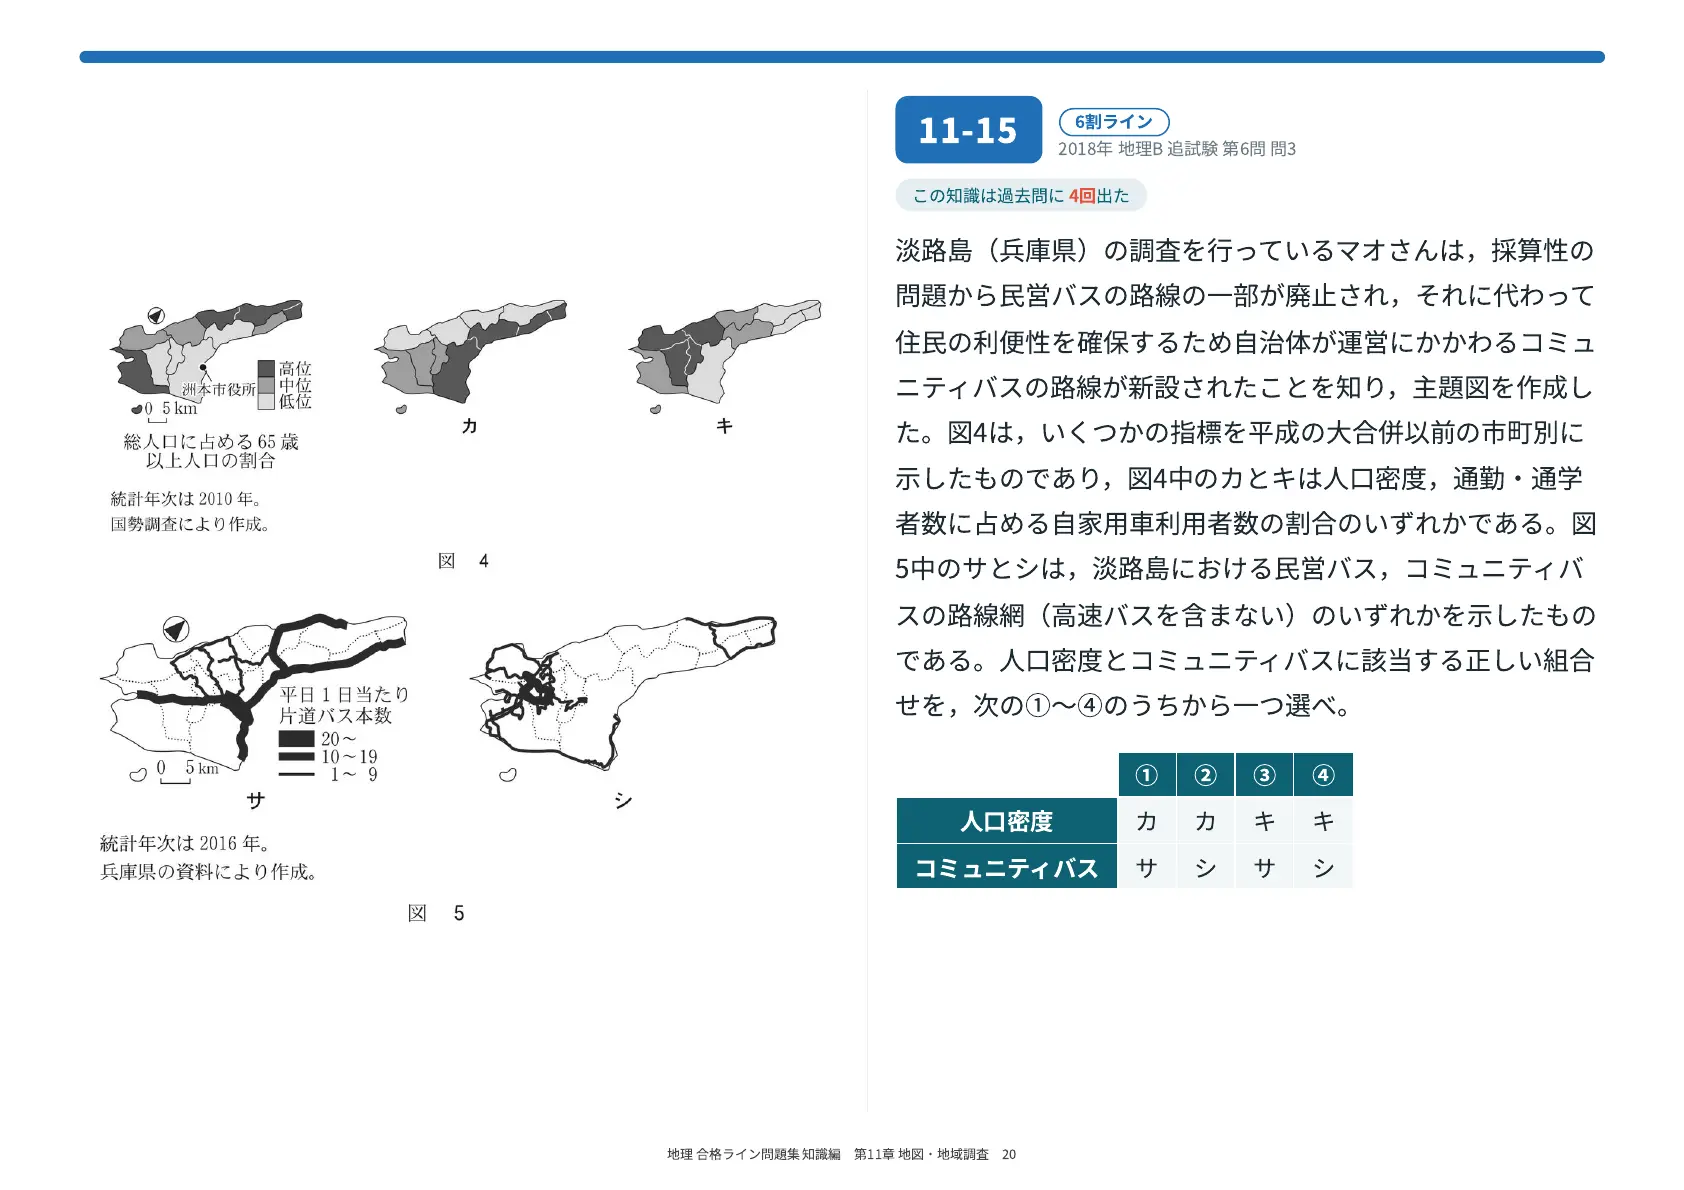 高位
中位
低位
洲本市役所
0 5 km
総人口に占める 65 歳
以上人口の割合
カ
キ
統計年次は 2010 年。
国勢調査により作成。
図 4
平日 1 日当たり
片道バス本数
20～
10～19
1～ 9
0 5 km
サ
シ
統計年次は 2016 年。
兵庫県の資料により作成。
図 5
11-15
6割ライン
2018年 地理B 追試験 第6問 問3
この知識は過去問に 4回出た
淡路島（兵庫県）の調査を行っているマオさんは，採算性の
問題から民営バスの路線の一部が廃止され，それに代わって
住民の利便性を確保するため自治体が運営にかかわるコミュ
ニティバスの路線が新設されたことを知り，主題図を作成し
た。図4は，いくつかの指標を平成の大合併以前の市町別に
示したものであり，図4中のカとキは人口密度，通勤・通学
者数に占める自家用車利用者数の割合のいずれかである。図
5中のサとシは，淡路島における民営バス，コミュニティバ
スの路線網（高速バスを含まない）のいずれかを示したもの
である。人口密度とコミュニティバスに該当する正しい組合
せを，次の①～④のうちから一つ選べ。
① ② ③ ④
人口密度 カ カ キ キ
コミュニティバス サ シ サ シ
地理 合格ライン問題集 知識編 第11章 地図・地域調査 20